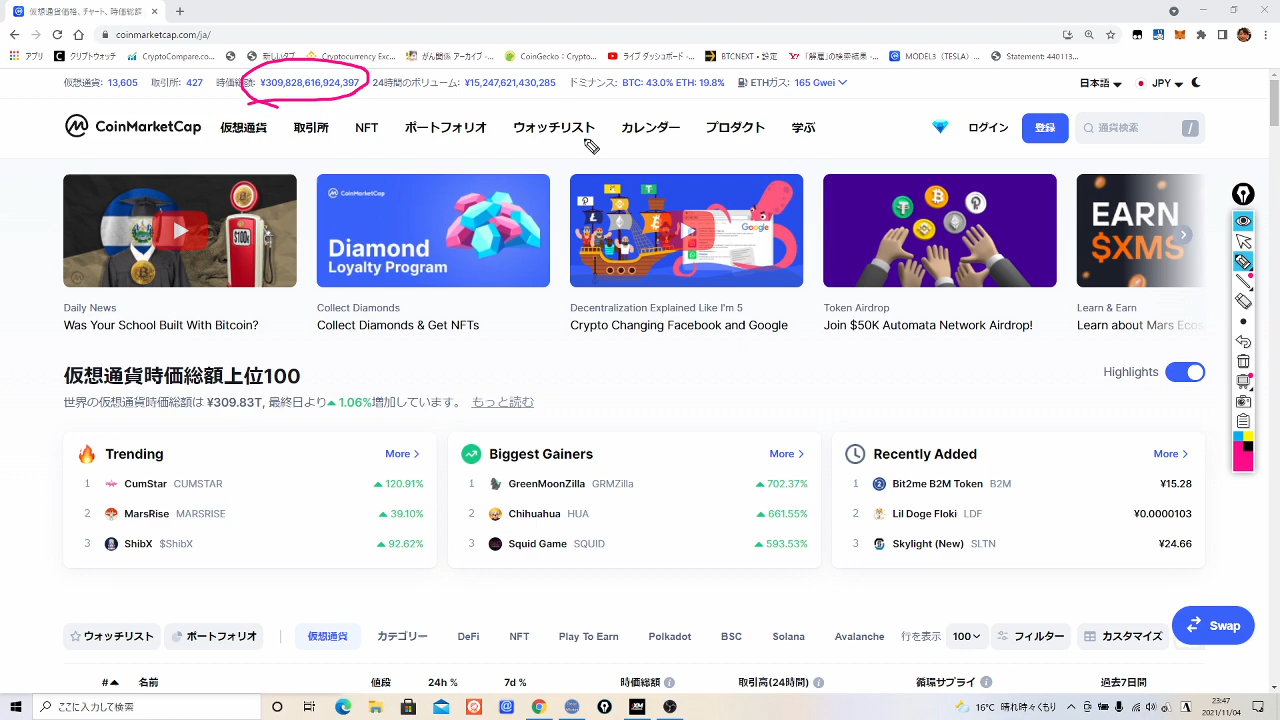 仮想通貨価格、チャート、時価総額
coinmarketcap.com/ja/
アプリ クリプトウォッチ CryptoCompare.co... 新しいタブ Cryptocurrency Exc... がん関係 アーカイブ -... CoinGecko : Crypto... ライブ ダッシュボード -... BTCNEXT • 設定 「解雇」の検索結果 -... MODEL3（TESLA） ... Statement: 440113...
仮想通貨: 13,605 取引所: 427 時価総額: ¥309,828,616,924,397 24時間のボリューム: ¥15,247,621,430,285 ドミナンス: BTC: 43.0% ETH: 19.8% ETHガス: 165 Gwei 日本語 JPY
CoinMarketCap 仮想通貨 取引所 NFT ポートフォリオ ウォッチリスト カレンダー プロダクト 学ぶ ログイン 登録 通貨検索 /
CoinMarketCap
Diamond
Loyalty Program
Google
EARN
$XMS
Daily News Collect Diamonds Decentralization Explained Like I'm 5 Token Airdrop Learn & Earn
Was Your School Built With Bitcoin? Collect Diamonds & Get NFTs Crypto Changing Facebook and Google Join $50K Automata Network Airdrop! Learn about Mars Ecos
仮想通貨時価総額上位100 Highlights
世界の仮想通貨時価総額は ¥309.83T, 最終日より 1.06%増加しています。 もっと読む
Trending More Biggest Gainers More Recently Added More
1 CumStar CUMSTAR 120.91% 1 GreenMoonZilla GRMZilla 702.37% 1 Bit2me B2M Token B2M ¥15.28
2 MarsRise MARSRISE 39.10% 2 Chihuahua HUA 661.55% 2 Lil Doge Floki LDF ¥0.0000103
3 ShibX $ShibX 92.62% 3 Squid Game SQUID 593.53% 3 Skylight (New) SLTN ¥24.66
ウォッチリスト ポートフォリオ 仮想通貨 カテゴリー DeFi NFT Play To Earn Polkadot BSC Solana Avalanche 行を表示 100 フィルター カスタマイズ Swap
# 名前 値段 24h % 7d % 時価総額 取引高(24時間) 循環サプライ 過去7日間
ここに入力して検索 16°C 晴れ時々くもり A 23:47
2021/11/04